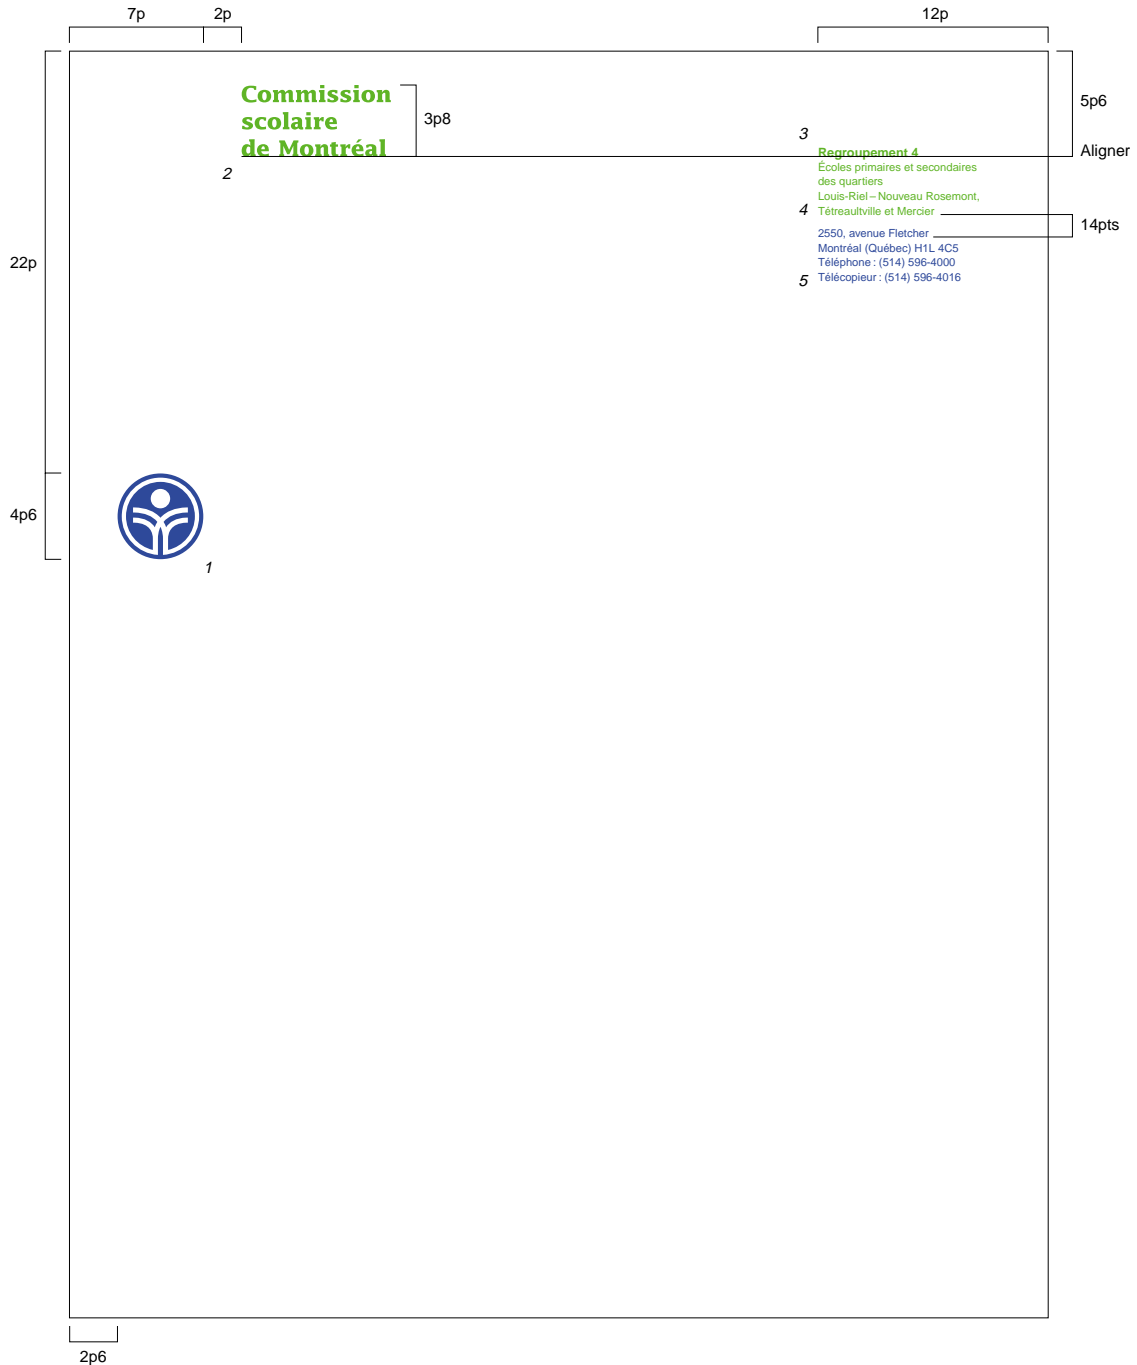 7p
2p
12p
Commission
scolaire
de Montréal
3p8
5p6
Aligner
2
3
Regroupement 4
Écoles primaires et secondaires
des quartiers
Louis-Riel – Nouveau Rosemont,
4
Tétreaultville et Mercier
14pts
2550, avenue Fletcher
Montréal (Québec) H1L 4C5
Téléphone : (514) 596-4000
5
Télécopieur : (514) 596-4016
22p
4p6
1
2p6